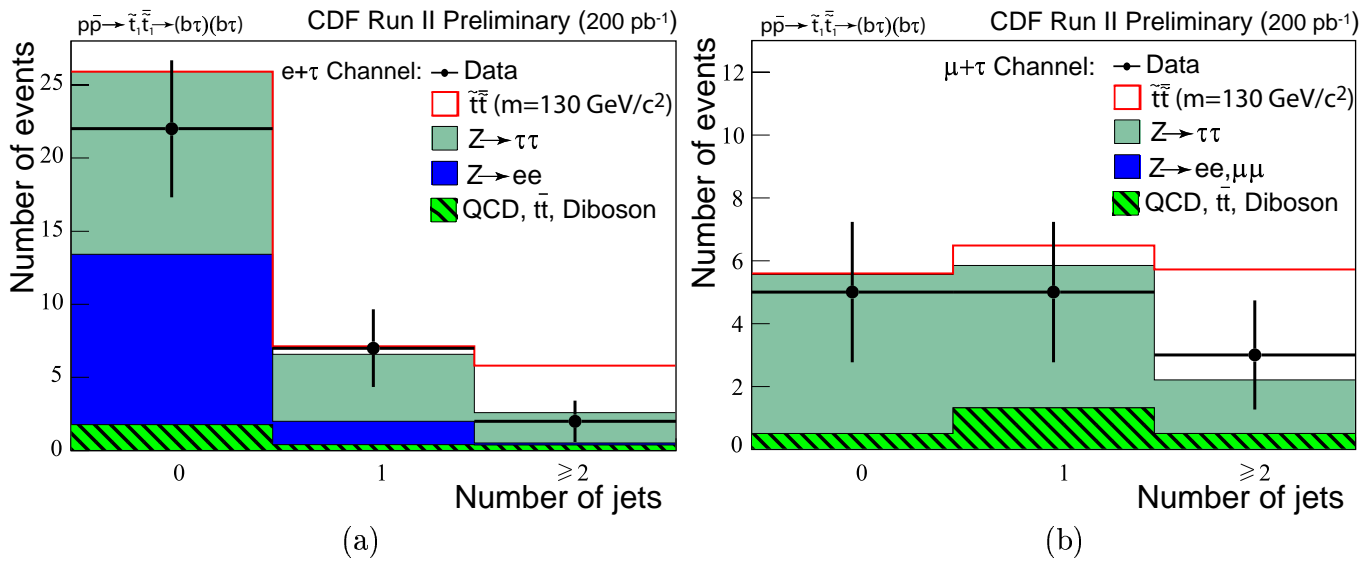 pp̄→ t̃₁t̃̄₁→(bτ)(bτ) CDF Run II Preliminary (200 pb⁻¹)
e+τ Channel: Data
t̃t̃̄ (m=130 GeV/c²)
Z→ττ
Z→ee
QCD, tt̄, Diboson
Number of events
25
20
15
10
5
0
0 1 ≥2
Number of jets
(a)
pp̄→ t̃₁t̃̄₁→(bτ)(bτ) CDF Run II Preliminary (200 pb⁻¹)
μ+τ Channel: Data
t̃t̃̄ (m=130 GeV/c²)
Z→ττ
Z→ee,μμ
QCD, tt̄, Diboson
Number of events
12
10
8
6
4
2
0
0 1 ≥2
Number of jets
(b)